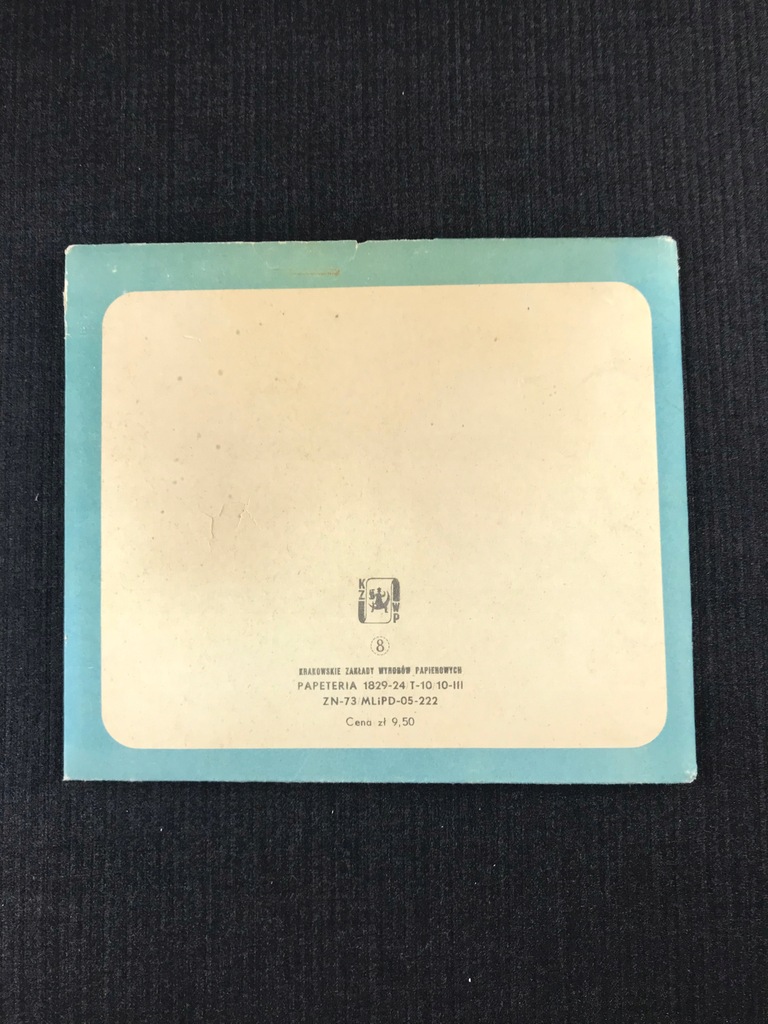 KZ
WP
8
KRAKOWSKIE ZAKŁADY WYROBÓW PAPIEROWYCH
PAPETERIA 1829-24/T-10/10-III
ZN-73/MLiPD-05-222
Cena zł 9,50